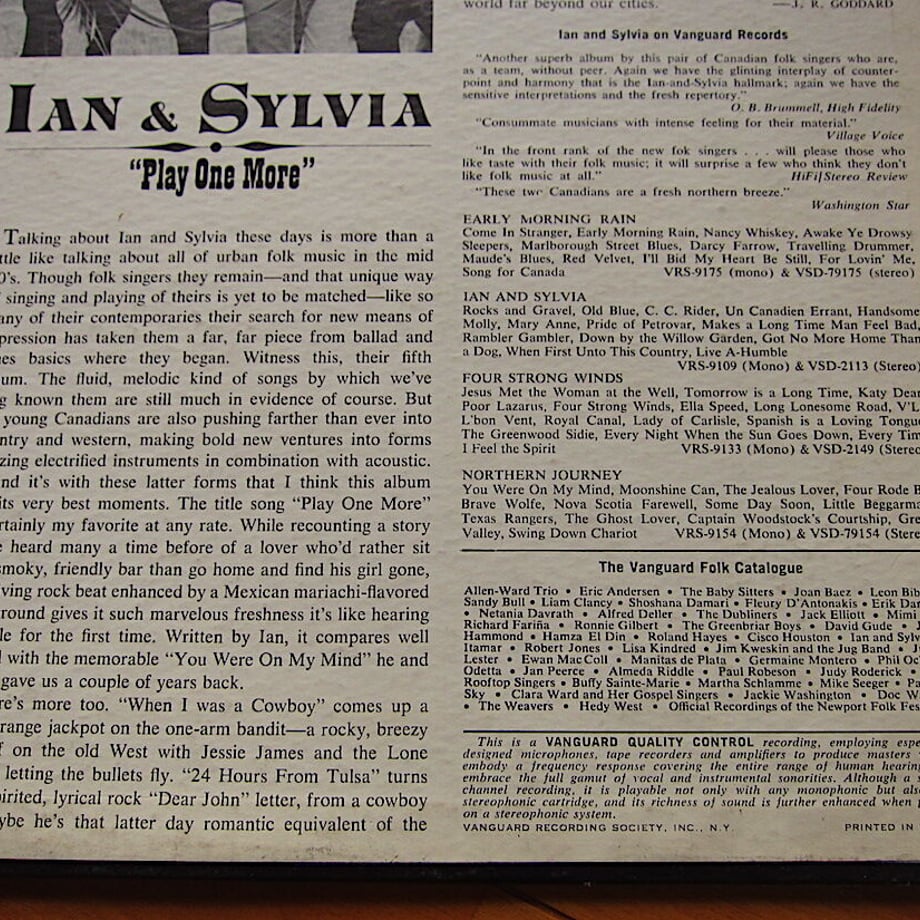 IAN & SYLVIA
"Play One More"
Talking about Ian and Sylvia these days is more than a
like talking about all of urban folk music in the mid
Though folk singers they remain—and that unique way
singing and playing of theirs is yet to be matched—like so
of their contemporaries their search for new means of
has taken them a far, far piece from ballad and
basics where they began. Witness this, their fifth
The fluid, melodic kind of songs by which we've
known them are still much in evidence of course. But
young Canadians are also pushing farther than ever into
and western, making bold new ventures into forms
electrified instruments in combination with acoustic.
it's with these latter forms that I think this album
its very best moments. The title song "Play One More"
my favorite at any rate. While recounting a story
heard many a time before of a lover who'd rather sit
smoky, friendly bar than go home and find his girl gone,
rock beat enhanced by a Mexican mariachi-flavored
gives it such marvelous freshness it's like hearing
for the first time. Written by Ian, it compares well
with the memorable "You Were On My Mind" he and
gave us a couple of years back.
more too. "When I was a Cowboy" comes up a
jackpot on the one-arm bandit—a rocky, breezy
on the old West with Jessie James and the Lone
letting the bullets fly. "24 Hours From Tulsa" turns
lyrical rock "Dear John" letter, from a cowboy
he's that latter day romantic equivalent of the
world far beyond our cities. —J. R. GODDARD
Ian and Sylvia on Vanguard Records
"Another superb album by this pair of Canadian folk singers who are,
as a team, without peer. Again we have the glinting interplay of counter-
point and harmony that is the Ian-and-Sylvia hallmark; again we have the
sensitive interpretations and the fresh repertory."
O. B. Brummell, High Fidelity
"Consummate musicians with intense feeling for their material."
Village Voice
"In the front rank of the new fok singers . . . will please those who
like taste with their folk music; it will surprise a few who think they don't
like folk music at all." HiFi/Stereo Review
"These two Canadians are a fresh northern breeze."
Washington Star
EARLY MORNING RAIN
Come In Stranger, Early Morning Rain, Nancy Whiskey, Awake Ye Drowsy
Sleepers, Marlborough Street Blues, Darcy Farrow, Travelling Drummer,
Maude's Blues, Red Velvet, I'll Bid My Heart Be Still, For Lovin' Me,
Song for Canada VRS-9175 (mono) & VSD-79175 (stereo)
IAN AND SYLVIA
Rocks and Gravel, Old Blue, C. C. Rider, Un Canadien Errant, Handsome
Molly, Mary Anne, Pride of Petrovar, Makes a Long Time Man Feel Bad,
Rambler Gambler, Down by the Willow Garden, Got No More Home Than
a Dog, When First Unto This Country, Live A-Humble
VRS-9109 (Mono) & VSD-2113 (Stereo)
FOUR STRONG WINDS
Jesus Met the Woman at the Well, Tomorrow is a Long Time, Katy Dear
Poor Lazarus, Four Strong Winds, Ella Speed, Long Lonesome Road, V'L
L'bon Vent, Royal Canal, Lady of Carlisle, Spanish is a Loving Tongue
The Greenwood Sidie, Every Night When the Sun Goes Down, Every Tim
I Feel the Spirit VRS-9133 (Mono) & VSD-2149 (Stereo
NORTHERN JOURNEY
You Were On My Mind, Moonshine Can, The Jealous Lover, Four Rode B
Brave Wolfe, Nova Scotia Farewell, Some Day Soon, Little Beggarma
Texas Rangers, The Ghost Lover, Captain Woodstock's Courtship, Gre
Valley, Swing Down Chariot VRS-9154 (Mono) & VSD-79154 (Stere
The Vanguard Folk Catalogue
Allen-Ward Trio • Eric Andersen • The Baby Sitters • Joan Baez • Leon Bib
Sandy Bull • Liam Clancy • Shoshana Damari • Fleury D'Antonakis • Erik Da
• Netania Davrath • Alfred Deller • The Dubliners • Jack Elliott • Mimi
Richard Fariña • Ronnie Gilbert • The Greenbriar Boys • David Gude • J
Hammond • Hamza El Din • Roland Hayes • Cisco Houston • Ian and Sylv
Itamar • Robert Jones • Lisa Kindred • Jim Kweskin and the Jug Band •
Lester • Ewan MacColl • Manitas de Plata • Germaine Montero • Phil Oc
Odetta • Jan Peerce • Almeda Riddle • Paul Robeson • Judy Roderick •
Rooftop Singers • Buffy Sainte-Marie • Martha Schlamme • Mike Seeger • Pa
Sky • Clara Ward and Her Gospel Singers • Jackie Washington • Doc W
• The Weavers • Hedy West • Official Recordings of the Newport Folk Fes
This is a VANGUARD QUALITY CONTROL recording, employing espe
designed microphones, tape recorders and amplifiers to produce masters
embody a frequency response covering the entire range of human hearing
embrace the full gamut of vocal and instrumental sonorities. Although a
channel recording, it is playable not only with any monophonic but als
stereophonic cartridge, and its richness of sound is further enhanced when
on a stereophonic system.
VANGUARD RECORDING SOCIETY, INC., N.Y. PRINTED IN